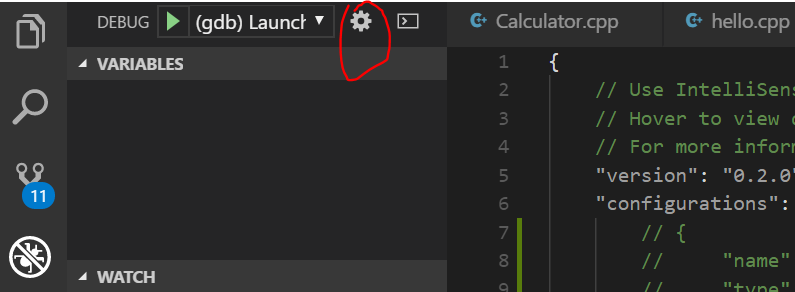 DEBUG (gdb) Launch
Calculator.cpp hello.cpp
VARIABLES
11
WATCH
1 {
2 // Use IntelliSens
3 // Hover to view
4 // For more infor
5 "version": "0.2.0"
6 "configurations":
7 // {
8 // "name"
9 // "type"